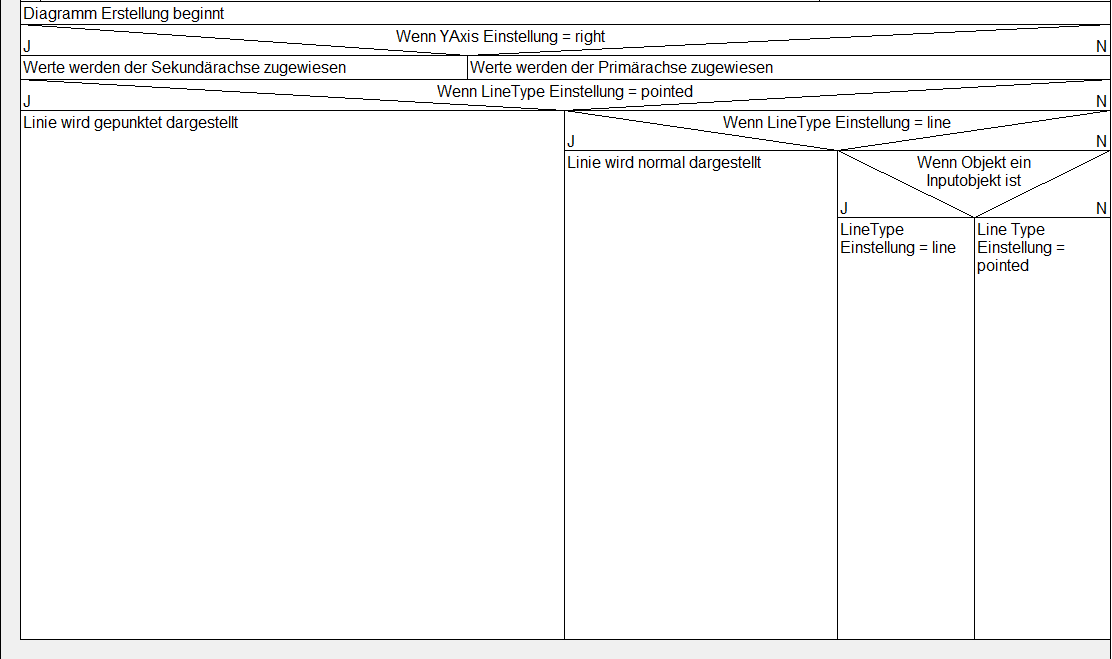 Diagramm Erstellung beginnt
Wenn YAxis Einstellung = right
J
N
Werte werden der Sekundärachse zugewiesen
Werte werden der Primärachse zugewiesen
Wenn LineType Einstellung = pointed
J
N
Linie wird gepunktet dargestellt
Wenn LineType Einstellung = line
J
N
Linie wird normal dargestellt
Wenn Objekt ein
Inputobjekt ist
J
N
LineType
Einstellung = line
Line Type
Einstellung =
pointed